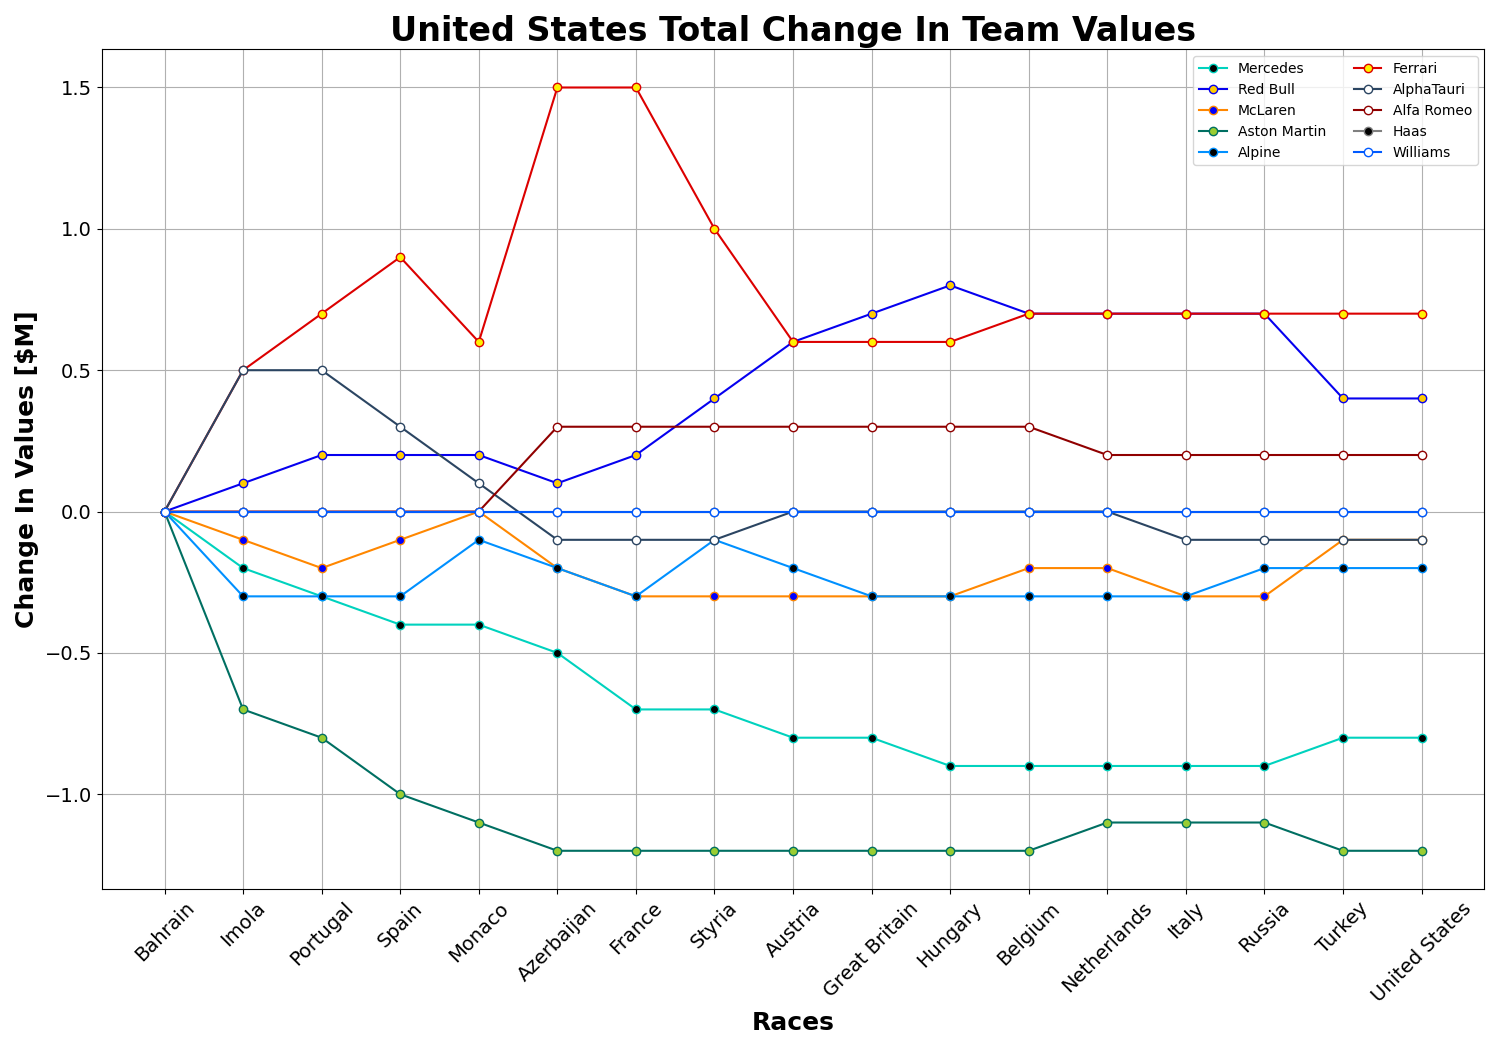 United States Total Change In Team Values
Mercedes
Red Bull
McLaren
Aston Martin
Alpine
Ferrari
AlphaTauri
Alfa Romeo
Haas
Williams
Change In Values [$M]
1.5
1.0
0.5
0.0
−0.5
−1.0
Bahrain
Imola
Portugal
Spain
Monaco
Azerbaijian
France
Styria
Austria
Great Britain
Hungary
Belgium
Netherlands
Italy
Russia
Turkey
United States
Races